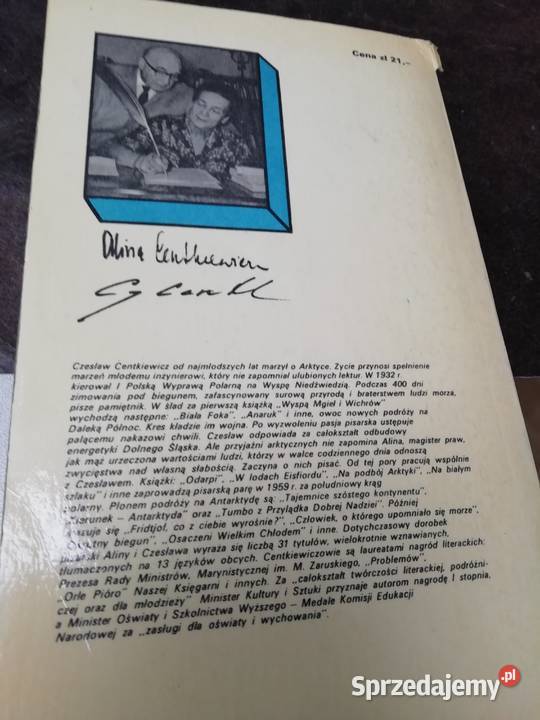 Cena zł 21,-
Alina Centkiewicz
Czesław Centkiewicz od najmłodszych lat marzył o Arktyce. Życie przynosi spełnienie
marzeń młodemu inżynierowi, który nie zapomniał ulubionych lektur. W 1932 r.
kierował I Polską Wyprawą Polarną na Wyspę Niedźwiedzią. Podczas 400 dni
zimowania pod biegunem, zafascynowany surową przyrodą i braterstwem ludzi morza,
pisze pamiętnik. W ślad za pierwszą książką „Wyspą Mgieł i Wichrów"
wychodzą następne: „Biała Foka", „Anaruk" i inne, owoc nowych podróży na
Daleką Północ. Kres kładzie im wojna. Po wyzwoleniu pasja pisarska ustępuje
palącemu nakazowi chwili. Czesław odpowiada za całokształt odbudowy
energetyki Dolnego Śląska. Ale przyjaźni arktycznych nie zapomina Alina, magister praw,
jak mąż urzeczona wartościami ludzi, którzy w walce codziennej dnia odnoszą
zwycięstwa nad własną słabością. Zaczyna o nich pisać. Od tej pory pracują wspólnie
z Czesławem. Książki: „Odarpi", „W lodach Eisfiordu", „Na podbój Arktyki", „Na białym
szlaku" i inne zaprowadzą pisarską parę w 1959 r. za południowy krąg
polarny. Plonem podróży na Antarktydę są: „Tajemnice szóstego kontynentu",
„Kierunek – Antarktyda" oraz „Tumbo z Przylądka Dobrej Nadziei". Później
ukazuje się „Fridtjof, co z ciebie wyrośnie?", „Człowiek, o którego upomniało się morze",
biegun", „Osaczeni Wielkim Chłodem" i inne. Dotychczasowy dorobek
pisarski Aliny i Czesława wyraża się liczbą 31 tytułów, wielokrotnie wznawianych,
tłumaczonych na 13 języków obcych. Centkiewiczowie są laureatami nagród literackich:
Prezesa Rady Ministrów, Marynistycznej im. M. Zaruskiego, „Problemów",
„Orle Pióro" Naszej Księgarni i innych. Za „całokształt twórczości literackiej, podróżni-
czej oraz dla młodzieży" Minister Kultury i Sztuki przyznaje autorom nagrodę I stopnia,
a Minister Oświaty i Szkolnictwa Wyższego – Medale Komisji Edukacji
Narodowej za „zasługi dla oświaty i wychowania".
Sprzedajemy.pl